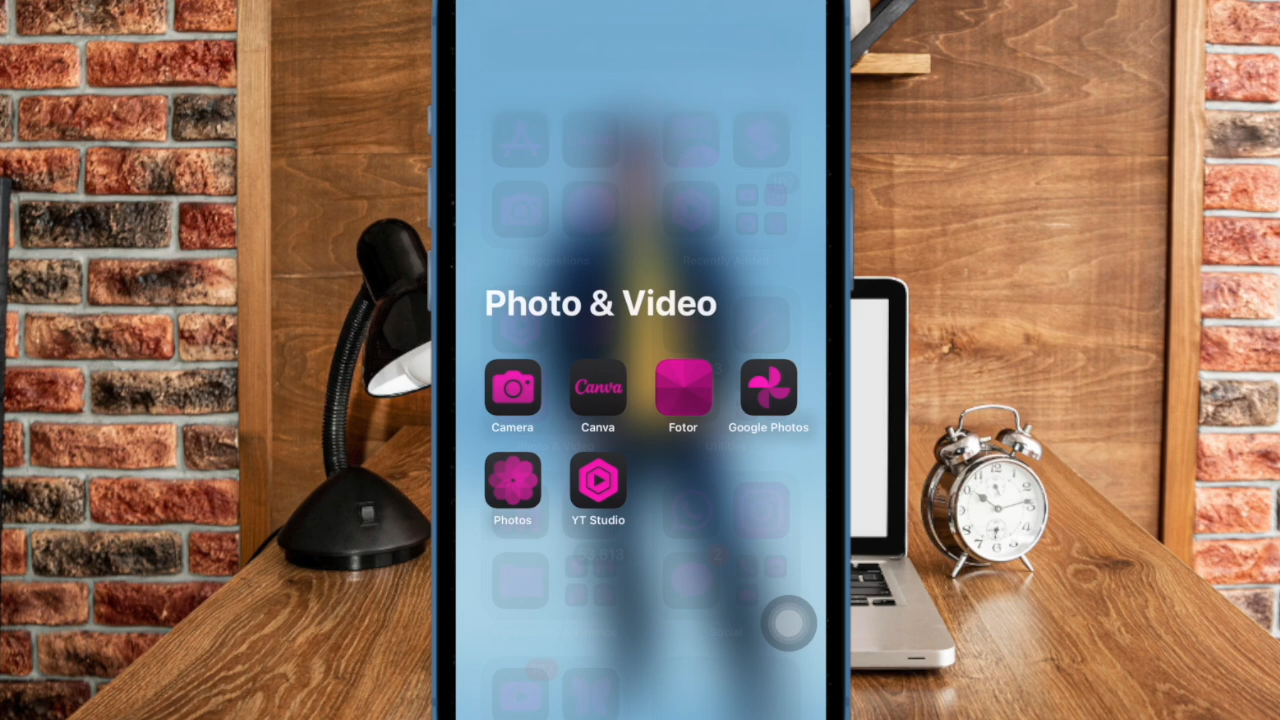 Photo & Video
Camera
Canva
Canva
Fotor
Google Photos
Photos
YT Studio